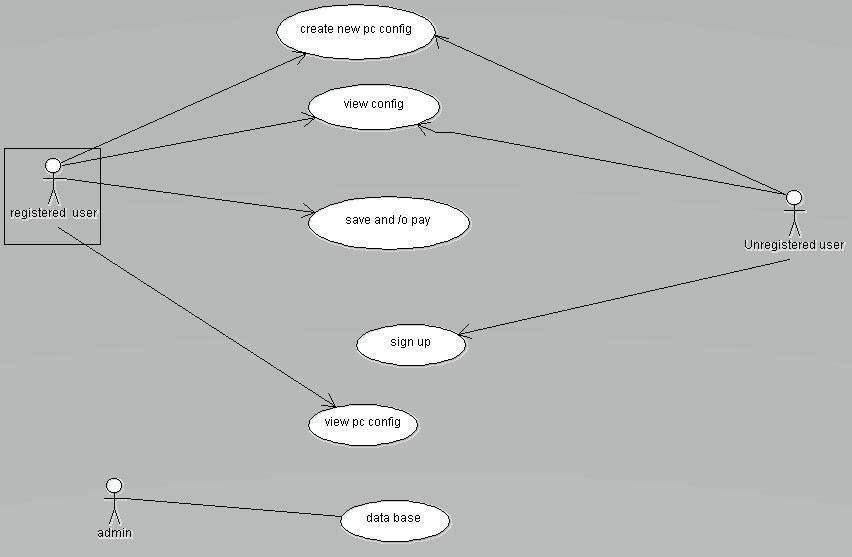 create new pc config
view config
registered user
save and /o pay
Unregistered user
sign up
view pc config
data base
admin